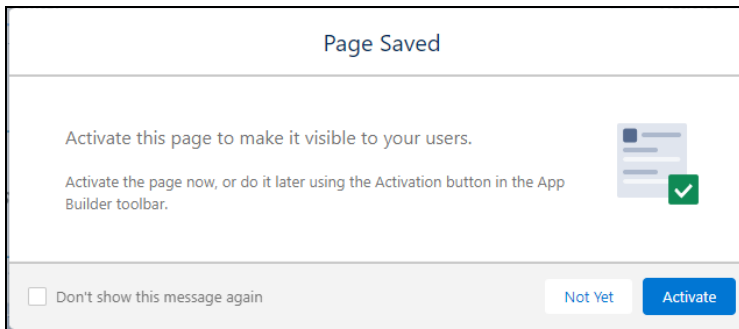 Page Saved
Activate this page to make it visible to your users.
Activate the page now, or do it later using the Activation button in the App
Builder toolbar.
Don't show this message again
Not Yet
Activate